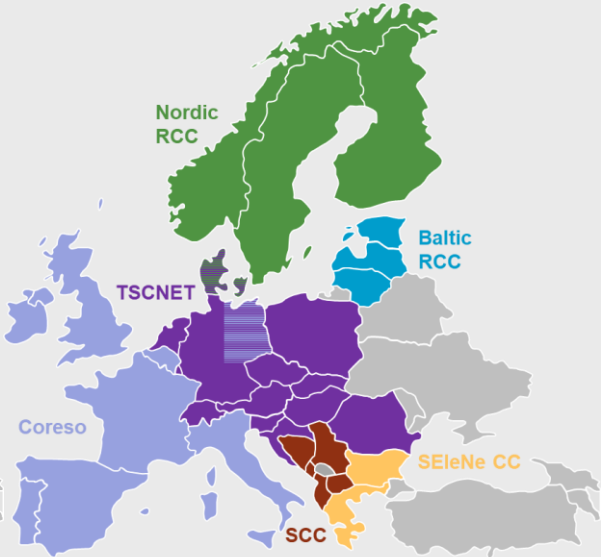 Nordic
RCC
Baltic
RCC
TSCNET
Coreso
SEleNe CC
SCC